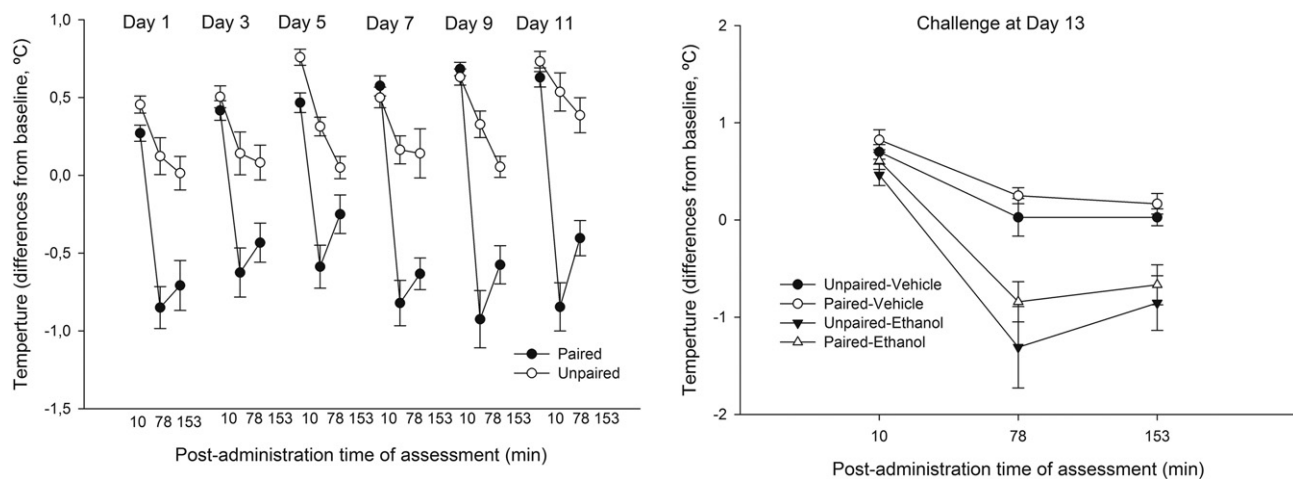 Day 1 Day 3 Day 5 Day 7 Day 9 Day 11
Temperture (differences from baseline, ºC)
1,0
0,5
0,0
-0,5
-1,0
-1,5
Paired
Unpaired
10 78 153 10 78 153 10 78 153 10 78 153 10 78 153 10 78 153
Post-administration time of assessment (min)
Challenge at Day 13
Temperture (differences from baseline, ºC)
2
1
0
-1
-2
Unpaired-Vehicle
Paired-Vehicle
Unpaired-Ethanol
Paired-Ethanol
10 78 153
Post-administration time of assessment (min)